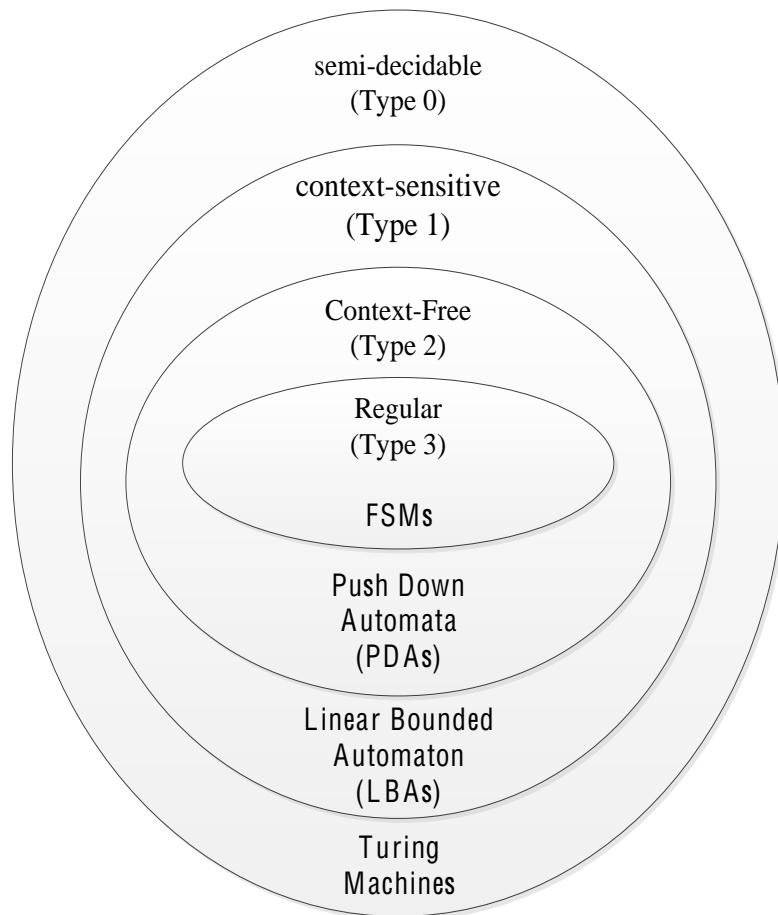 semi-decidable
(Type 0)
context-sensitive
(Type 1)
Context-Free
(Type 2)
Regular
(Type 3)
FSMs
Push Down
Automata
(PDAs)
Linear Bounded
Automaton
(LBAs)
Turing
Machines